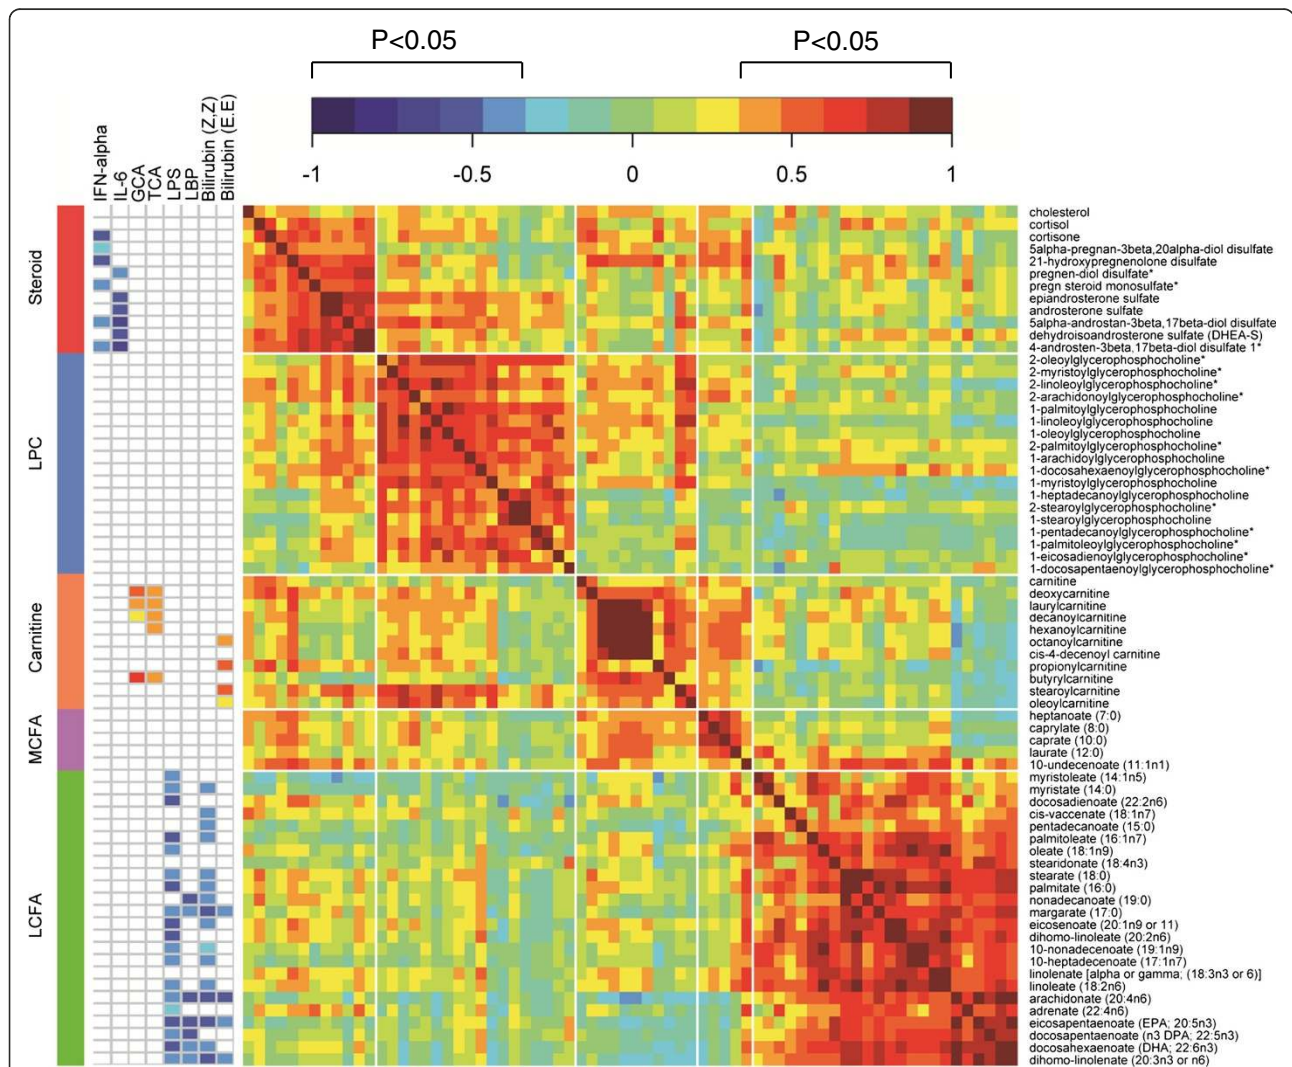 P<0.05
P<0.05
-1
-0.5
0
0.5
1
IFN-alpha
IL-6
GCA
TCA
LPS
LBP
Bilirubin (Z,Z)
Bilirubin (E,E)
Steroid
LPC
Carnitine
MCFA
LCFA
cholesterol
cortisol
cortisone
5alpha-pregnan-3beta,20alpha-diol disulfate
21-hydroxypregnenolone disulfate
pregnen-diol disulfate*
pregn steroid monosulfate*
epiandrosterone sulfate
androsterone sulfate
5alpha-androstan-3beta,17beta-diol disulfate
dehydroisoandrosterone sulfate (DHEA-S)
4-androsten-3beta,17beta-diol disulfate 1*
2-oleoylglycerophosphocholine*
2-myristoylglycerophosphocholine*
2-linoleoylglycerophosphocholine*
2-arachidonoylglycerophosphocholine*
1-palmitoylglycerophosphocholine
1-linoleoylglycerophosphocholine
1-oleoylglycerophosphocholine
2-palmitoylglycerophosphocholine*
1-arachidoylglycerophosphocholine
1-docosahexaenoylglycerophosphocholine*
1-myristoylglycerophosphocholine
1-heptadecanoylglycerophosphocholine
2-stearoylglycerophosphocholine*
1-stearoylglycerophosphocholine
1-pentadecanoylglycerophosphocholine*
1-palmitoleoylglycerophosphocholine*
1-eicosadienoylglycerophosphocholine*
1-docosapentaenoylglycerophosphocholine*
carnitine
deoxycarnitine
laurylcarnitine
decanoylcarnitine
hexanoylcarnitine
octanoylcarnitine
cis-4-decenoyl carnitine
propionylcarnitine
butyrylcarnitine
stearoylcarnitine
oleoylcarnitine
heptanoate (7:0)
caprylate (8:0)
caprate (10:0)
laurate (12:0)
10-undecenoate (11:1n1)
myristoleate (14:1n5)
myristate (14:0)
docosadienoate (22:2n6)
cis-vaccenate (18:1n7)
pentadecanoate (15:0)
palmitoleate (16:1n7)
oleate (18:1n9)
stearidonate (18:4n3)
stearate (18:0)
palmitate (16:0)
nonadecanoate (19:0)
margarate (17:0)
eicosenoate (20:1n9 or 11)
dihomo-linoleate (20:2n6)
10-nonadecenoate (19:1n9)
10-heptadecenoate (17:1n7)
linolenate [alpha or gamma; (18:3n3 or 6)]
linoleate (18:2n6)
arachidonate (20:4n6)
adrenate (22:4n6)
eicosapentaenoate (EPA; 20:5n3)
docosapentaenoate (n3 DPA; 22:5n3)
docosahexaenoate (DHA; 22:6n3)
dihomo-linolenate (20:3n3 or n6)